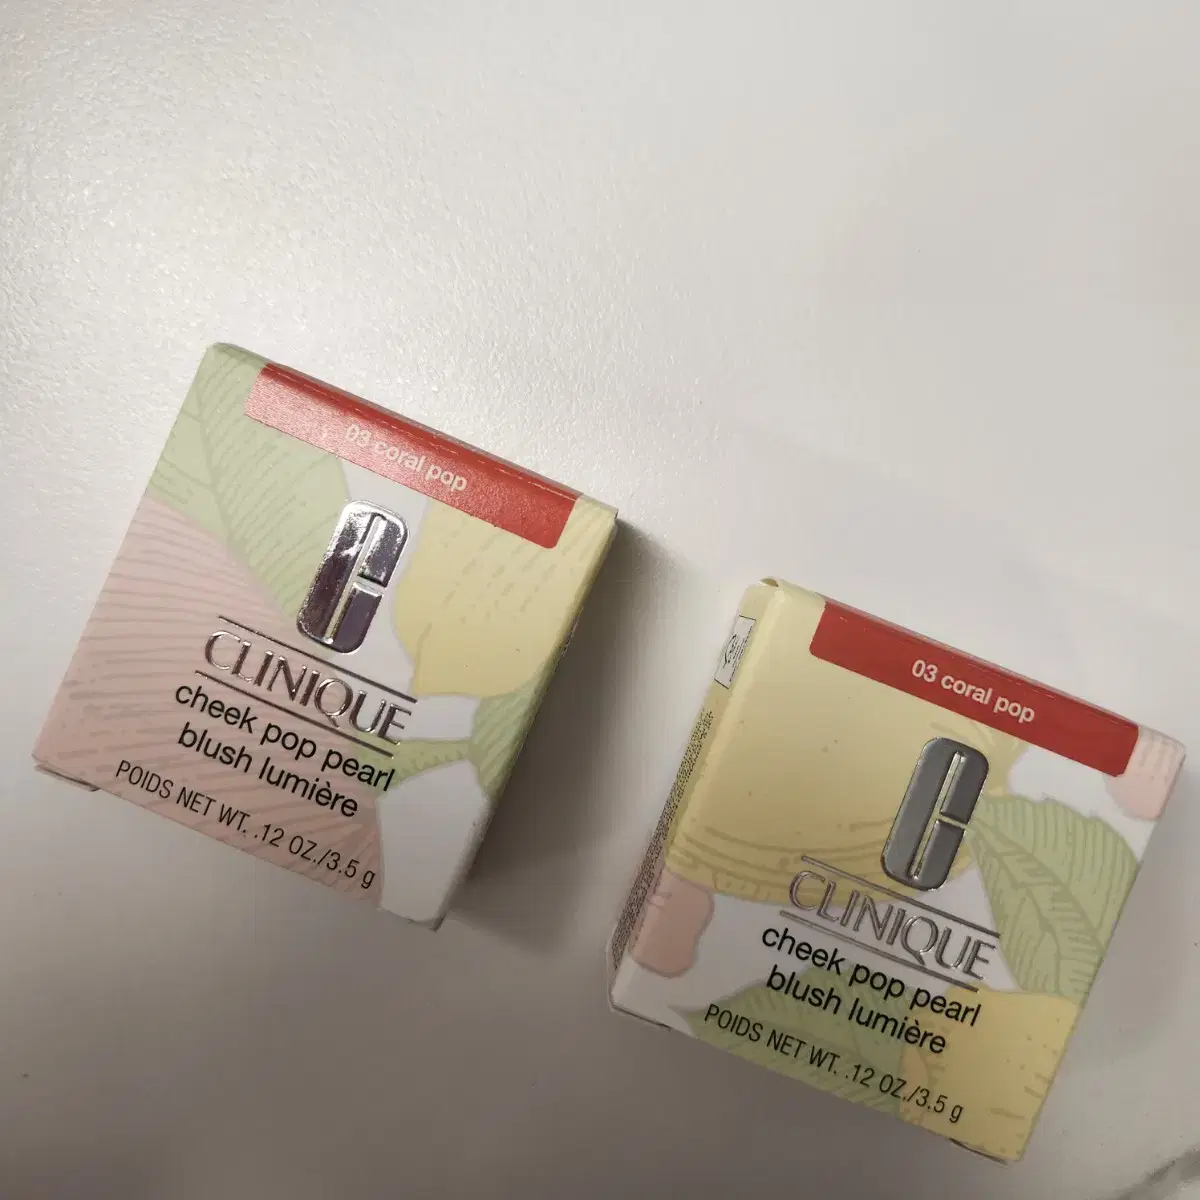 03 coral pop
CLINIQUE
cheek pop pearl
blush lumière
POIDS NET WT. .12 OZ./3.5 g
03 coral pop
CLINIQUE
cheek pop pearl
blush lumière
POIDS NET WT. .12 OZ./3.5 g